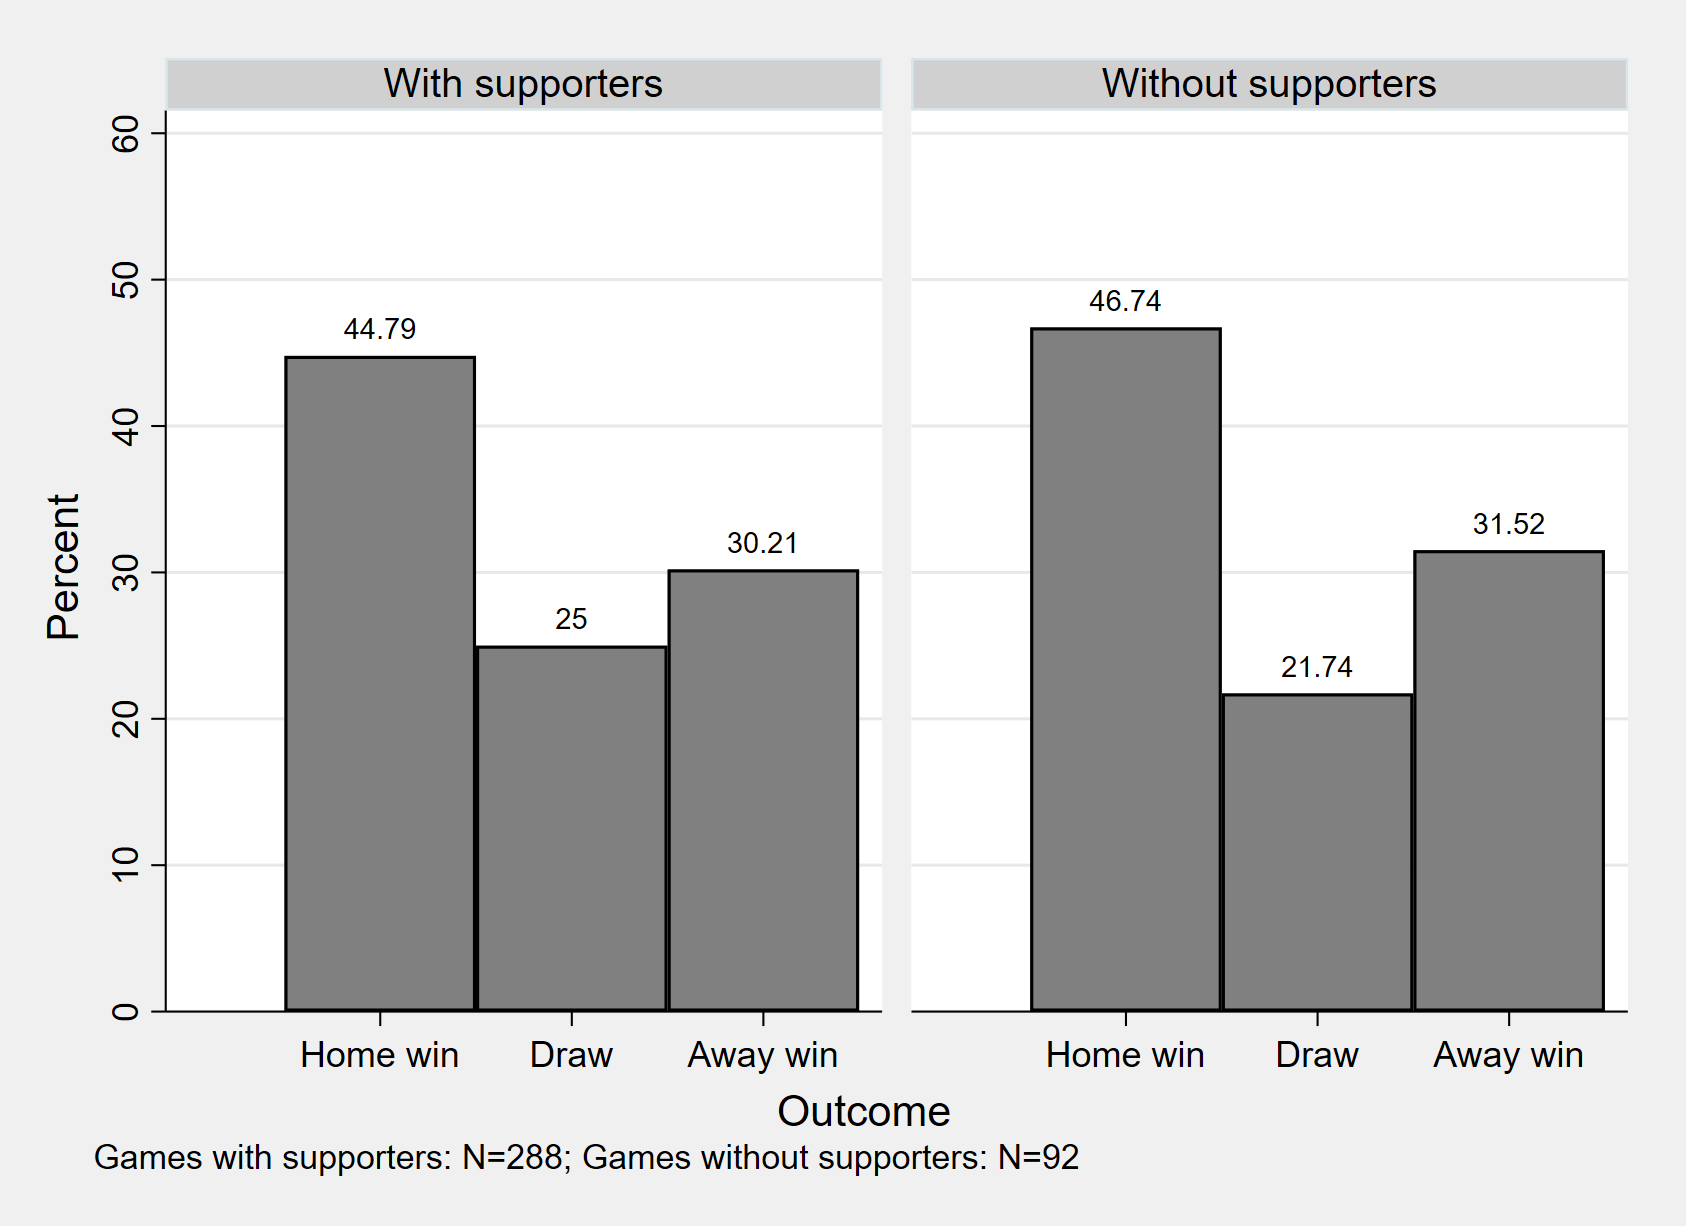 With supporters
Without supporters
Percent
60
50
40
30
20
10
0
44.79
25
30.21
46.74
21.74
31.52
Home win
Draw
Away win
Home win
Draw
Away win
Outcome
Games with supporters: N=288; Games without supporters: N=92